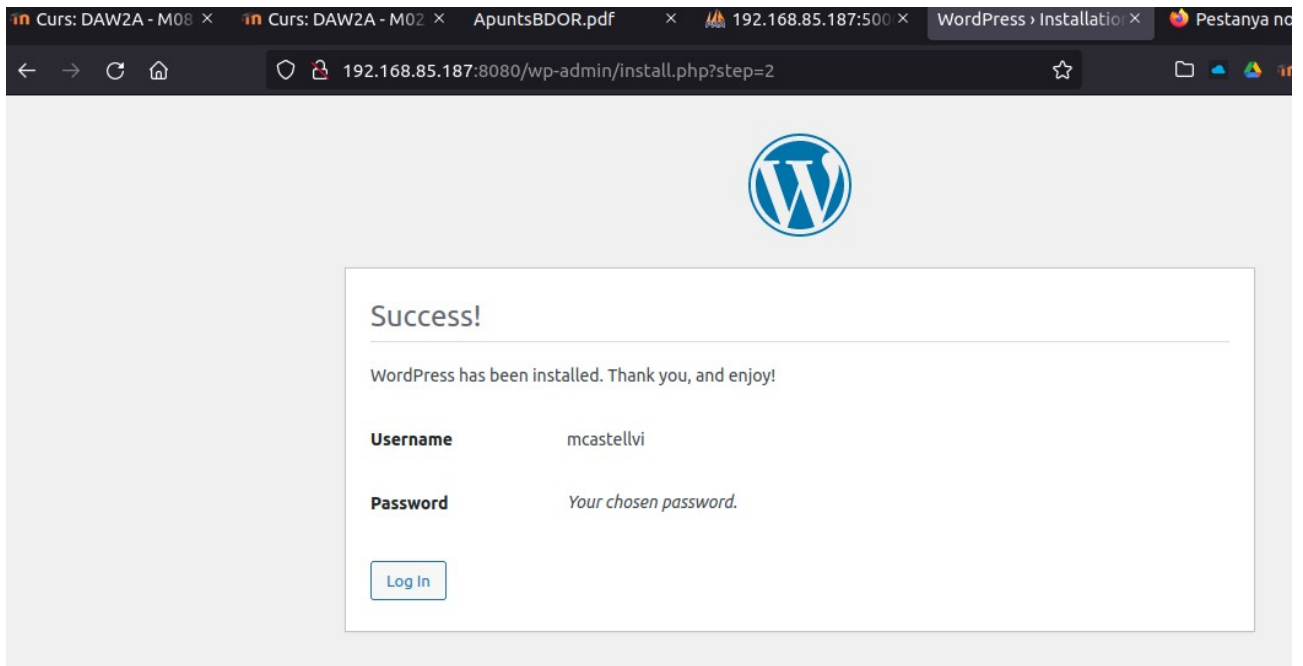 Curs: DAW2A - M08
Curs: DAW2A - M02
ApuntsBDOR.pdf
192.168.85.187:500
WordPress › Installation
Pestanya no
192.168.85.187:8080/wp-admin/install.php?step=2
W
Success!
WordPress has been installed. Thank you, and enjoy!
Username mcastellvi
Password Your chosen password.
Log In